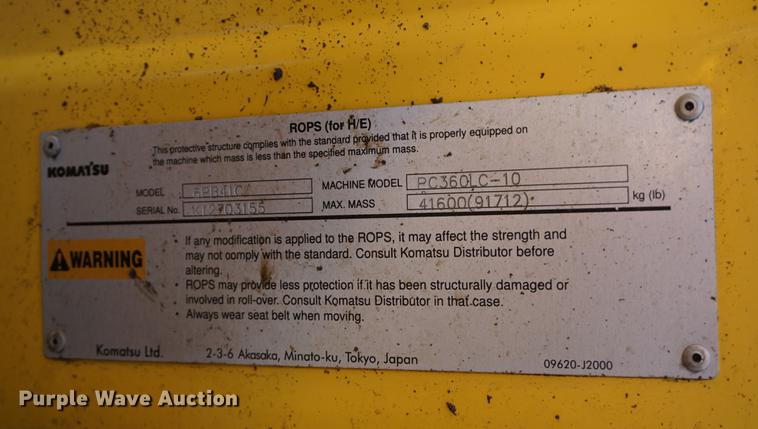 ROPS (for H/E)
This protective structure complies with the standard provided that it is properly equipped on
the machine which mass is less than the specified maximum mass.
KOMATSU
MODEL
MACHINE MODEL PC360LC-10
SERIAL No. K12703155
MAX. MASS 41600(91712) kg (lb)
WARNING
• If any modification is applied to the ROPS, it may affect the strength and
may not comply with the standard. Consult Komatsu Distributor before
altering.
• ROPS may provide less protection if it has been structurally damaged or
involved in roll-over. Consult Komatsu Distributor in that case.
• Always wear seat belt when moving.
Komatsu Ltd. 2-3-6 Akasaka, Minato-ku, Tokyo, Japan
09620-J2000
Purple Wave Auction